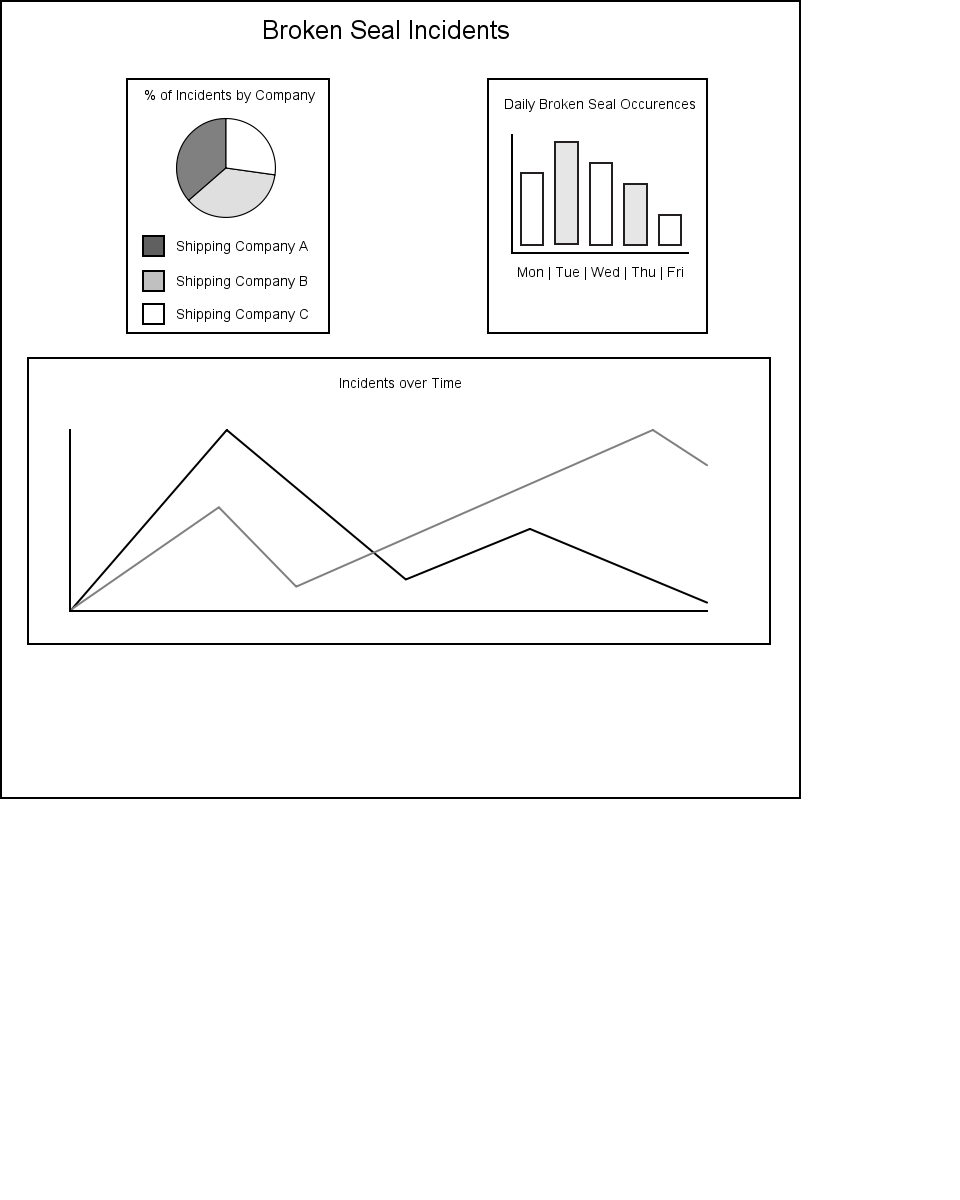 Broken Seal Incidents
% of Incidents by Company
Shipping Company A
Shipping Company B
Shipping Company C
Daily Broken Seal Occurences
Mon | Tue | Wed | Thu | Fri
Incidents over Time